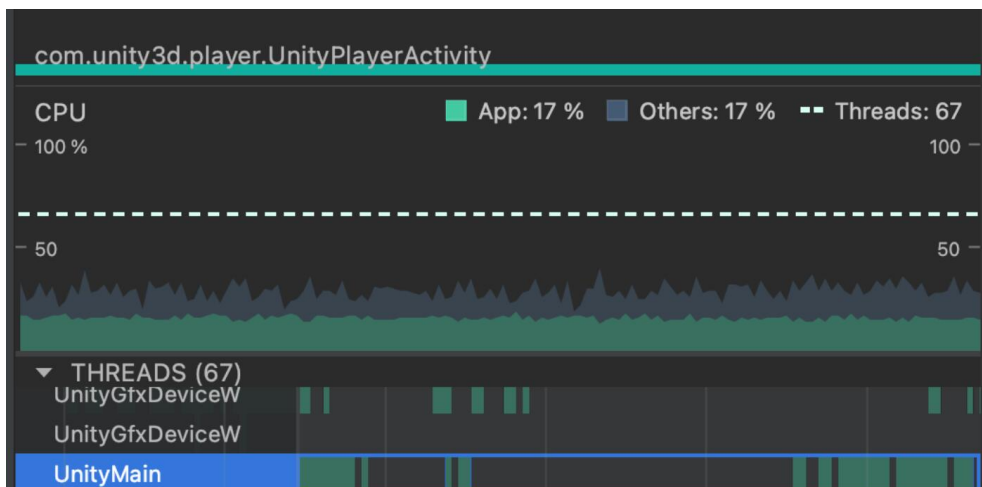 com.unity3d.player.UnityPlayerActivity
CPU App: 17 % Others: 17 % Threads: 67
100 % 100
50 50
THREADS (67)
UnityGfxDeviceW
UnityGfxDeviceW
UnityMain